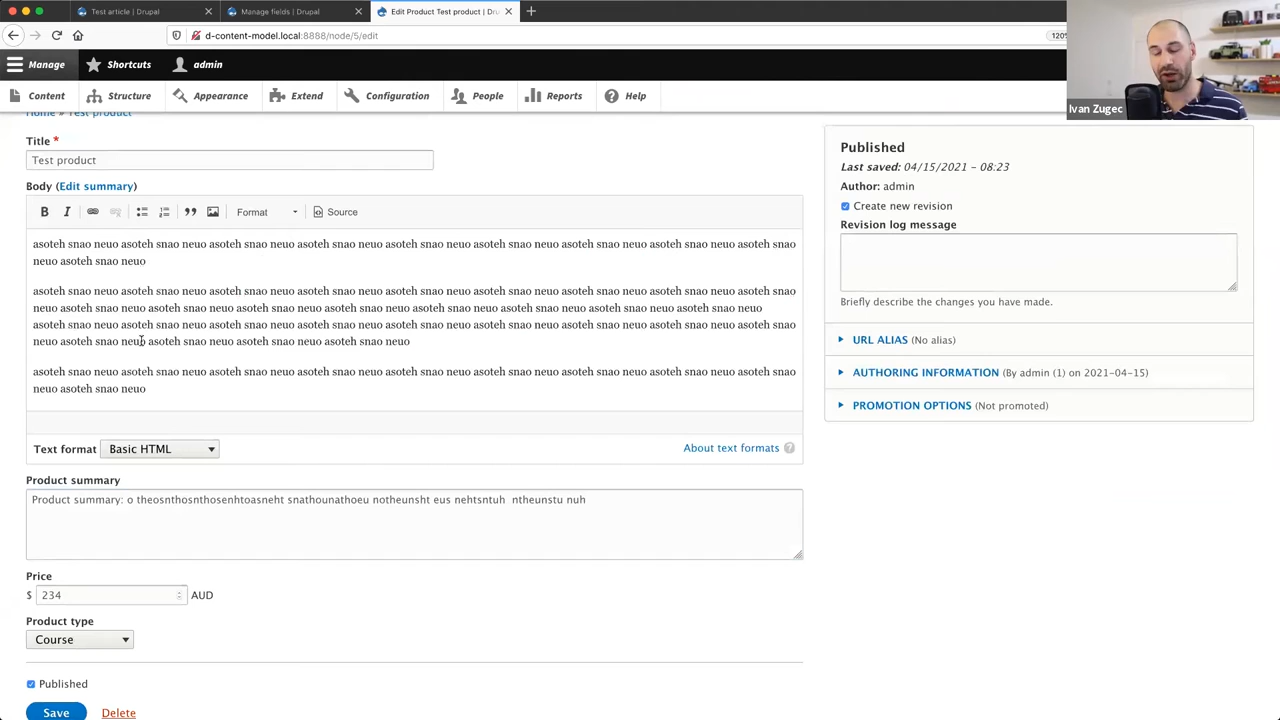 Test article | Drupal
Manage fields | Drupal
Edit Product Test product | Dru
d-content-model.local:8888/node/5/edit
120%
Manage
Shortcuts
admin
Content
Structure
Appearance
Extend
Configuration
People
Reports
Help
Ivan Zugec
Home » Test product
Title *
Test product
Body (Edit summary)
Format
Source
asoteh snao neuo asoteh snao neuo asoteh snao neuo asoteh snao neuo asoteh snao neuo asoteh snao neuo asoteh snao neuo asoteh snao neuo asoteh snao
neuo asoteh snao neuo
asoteh snao neuo asoteh snao neuo asoteh snao neuo asoteh snao neuo asoteh snao neuo asoteh snao neuo asoteh snao neuo asoteh snao neuo asoteh snao
neuo asoteh snao neuo asoteh snao neuo asoteh snao neuo asoteh snao neuo asoteh snao neuo asoteh snao neuo asoteh snao neuo asoteh snao neuo
asoteh snao neuo asoteh snao neuo asoteh snao neuo asoteh snao neuo asoteh snao neuo asoteh snao neuo asoteh snao neuo asoteh snao neuo asoteh snao
neuo asoteh snao neuo asoteh snao neuo asoteh snao neuo asoteh snao neuo
asoteh snao neuo asoteh snao neuo asoteh snao neuo asoteh snao neuo asoteh snao neuo asoteh snao neuo asoteh snao neuo asoteh snao neuo asoteh snao
neuo asoteh snao neuo
Text format
Basic HTML
About text formats ?
Product summary
Product summary: o theosnthosnthosenhtoasneht snathounathoeu notheunsht eus nehtsntuh ntheunstu nuh
Price
$ 234 AUD
Product type
Course
Published
Save
Delete
Published
Last saved: 04/15/2021 - 08:23
Author: admin
Create new revision
Revision log message
Briefly describe the changes you have made.
URL ALIAS (No alias)
AUTHORING INFORMATION (By admin (1) on 2021-04-15)
PROMOTION OPTIONS (Not promoted)